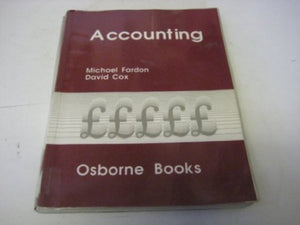 Accounting
Michael Fardon
David Cox
£££££
Osborne Books